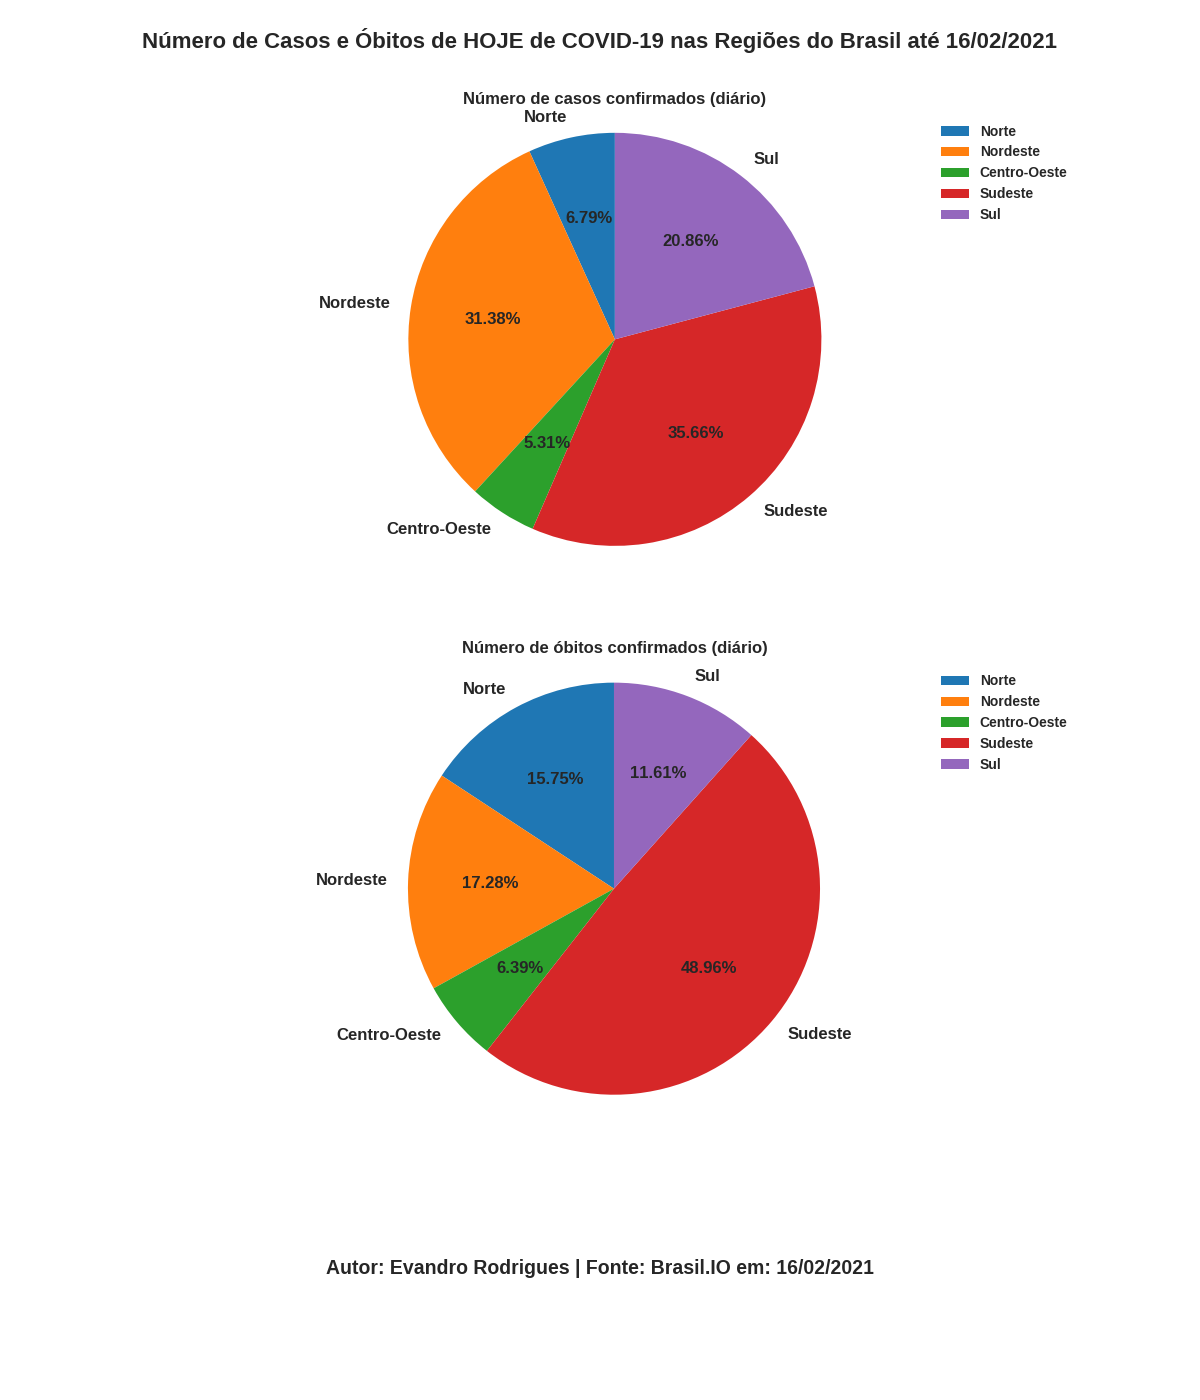 Número de Casos e Óbitos de HOJE de COVID-19 nas Regiões do Brasil até 16/02/2021
Número de casos confirmados (diário)
Norte
Sul
Nordeste
Centro-Oeste
Sudeste
6.79%
20.86%
31.38%
35.66%
5.31%
Norte
Nordeste
Centro-Oeste
Sudeste
Sul
Número de óbitos confirmados (diário)
Sul
Norte
Nordeste
Centro-Oeste
Sudeste
15.75%
11.61%
17.28%
6.39%
48.96%
Norte
Nordeste
Centro-Oeste
Sudeste
Sul
Autor: Evandro Rodrigues | Fonte: Brasil.IO em: 16/02/2021